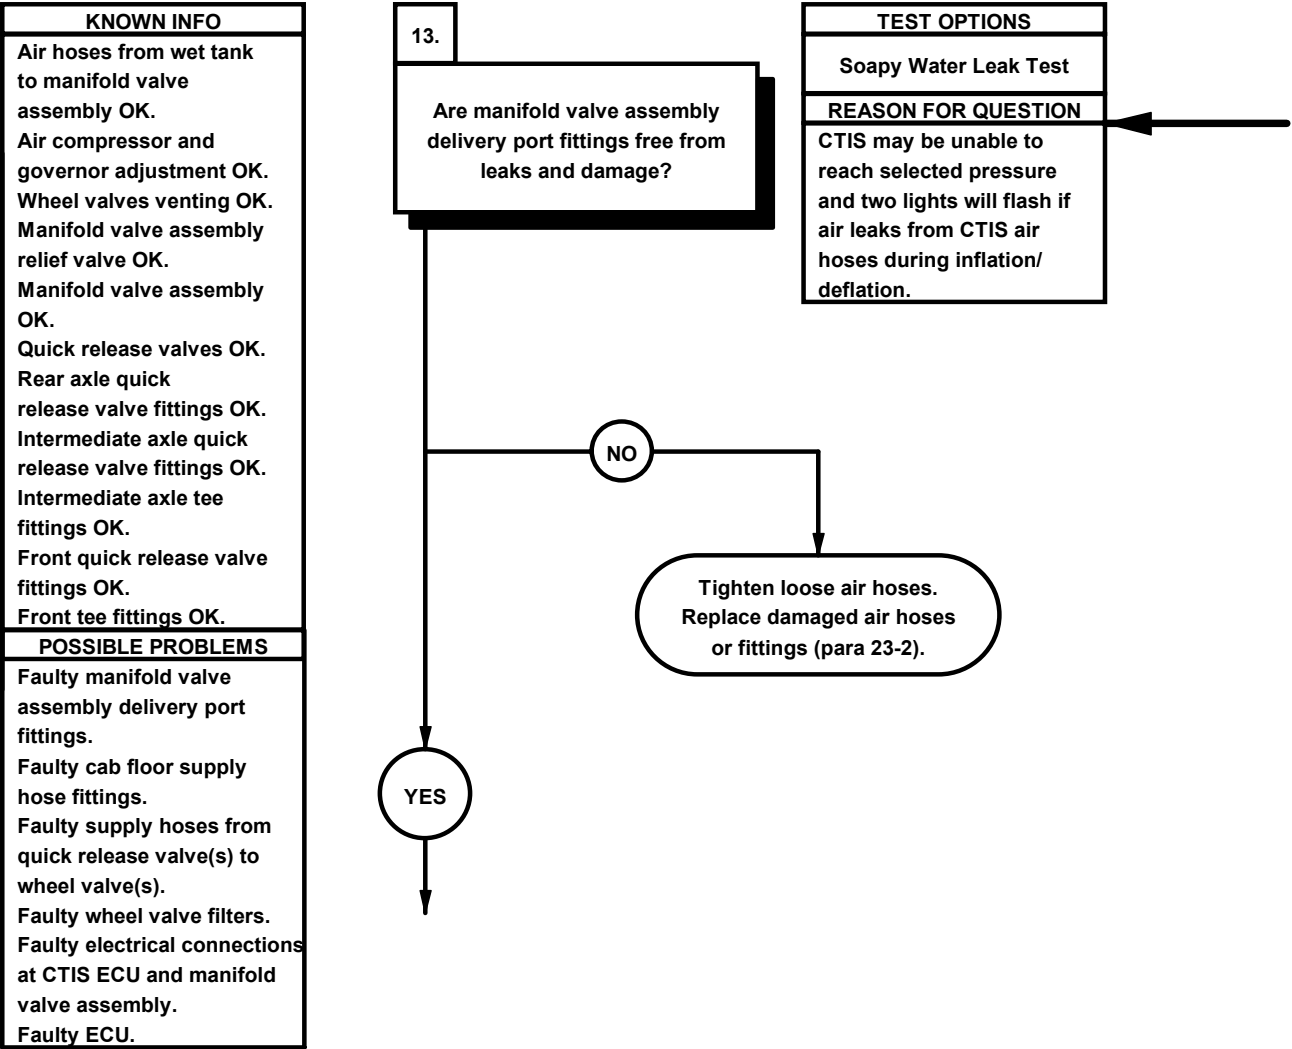 KNOWN INFO
Air hoses from wet tank
to manifold valve
assembly OK.
Air compressor and
governor adjustment OK.
Wheel valves venting OK.
Manifold valve assembly
relief valve OK.
Manifold valve assembly
OK.
Quick release valves OK.
Rear axle quick
release valve fittings OK.
Intermediate axle quick
release valve fittings OK.
Intermediate axle tee
fittings OK.
Front quick release valve
fittings OK.
Front tee fittings OK.
POSSIBLE PROBLEMS
Faulty manifold valve
assembly delivery port
fittings.
Faulty cab floor supply
hose fittings.
Faulty supply hoses from
quick release valve(s) to
wheel valve(s).
Faulty wheel valve filters.
Faulty electrical connections
at CTIS ECU and manifold
valve assembly.
Faulty ECU.
13.
Are manifold valve assembly
delivery port fittings free from
leaks and damage?
NO
Tighten loose air hoses.
Replace damaged air hoses
or fittings (para 23-2).
YES
TEST OPTIONS
Soapy Water Leak Test
REASON FOR QUESTION
CTIS may be unable to
reach selected pressure
and two lights will flash if
air leaks from CTIS air
hoses during inflation/
deflation.